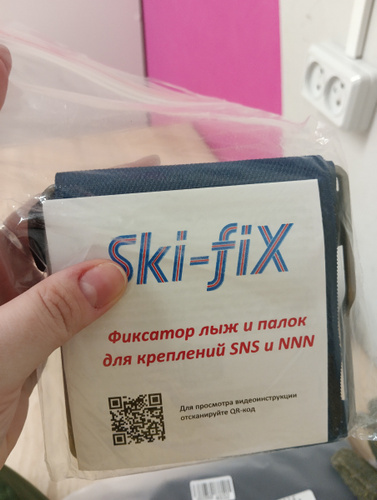 Ski-fiX
Фиксатор лыж и палок
для креплений SNS и NNN
Для просмотра видеоинструкции
отсканируйте QR-код